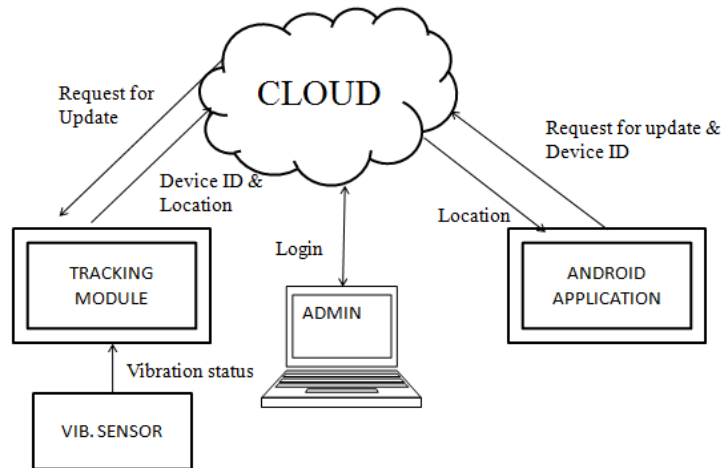 CLOUD
Request for
Update
Request for update &
Device ID
Device ID &
Location
Location
Login
TRACKING
MODULE
ADMIN
ANDROID
APPLICATION
Vibration status
VIB. SENSOR